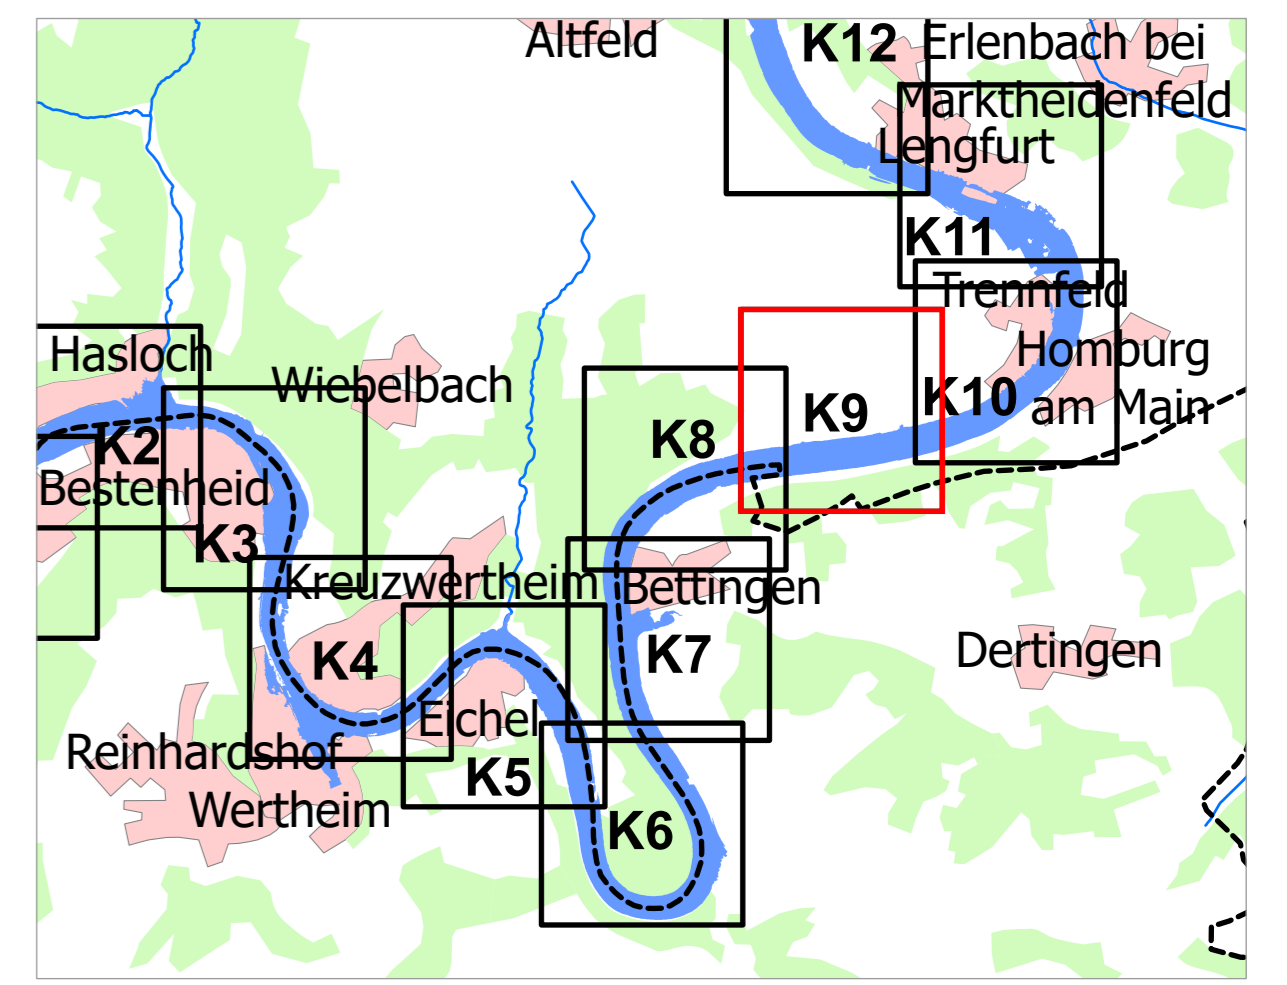 Altfeld
K12
Erlenbach bei
Marktheidenfeld
Lengfurt
K11
Trennfeld
Hasloch
Wiebelbach
Homburg
am Main
K10
K9
K8
K2
Bestenheid
K3
Kreuzwertheim
Bettingen
K7
K4
Dertingen
Eichel
Reinhardshof
K5
Wertheim
K6